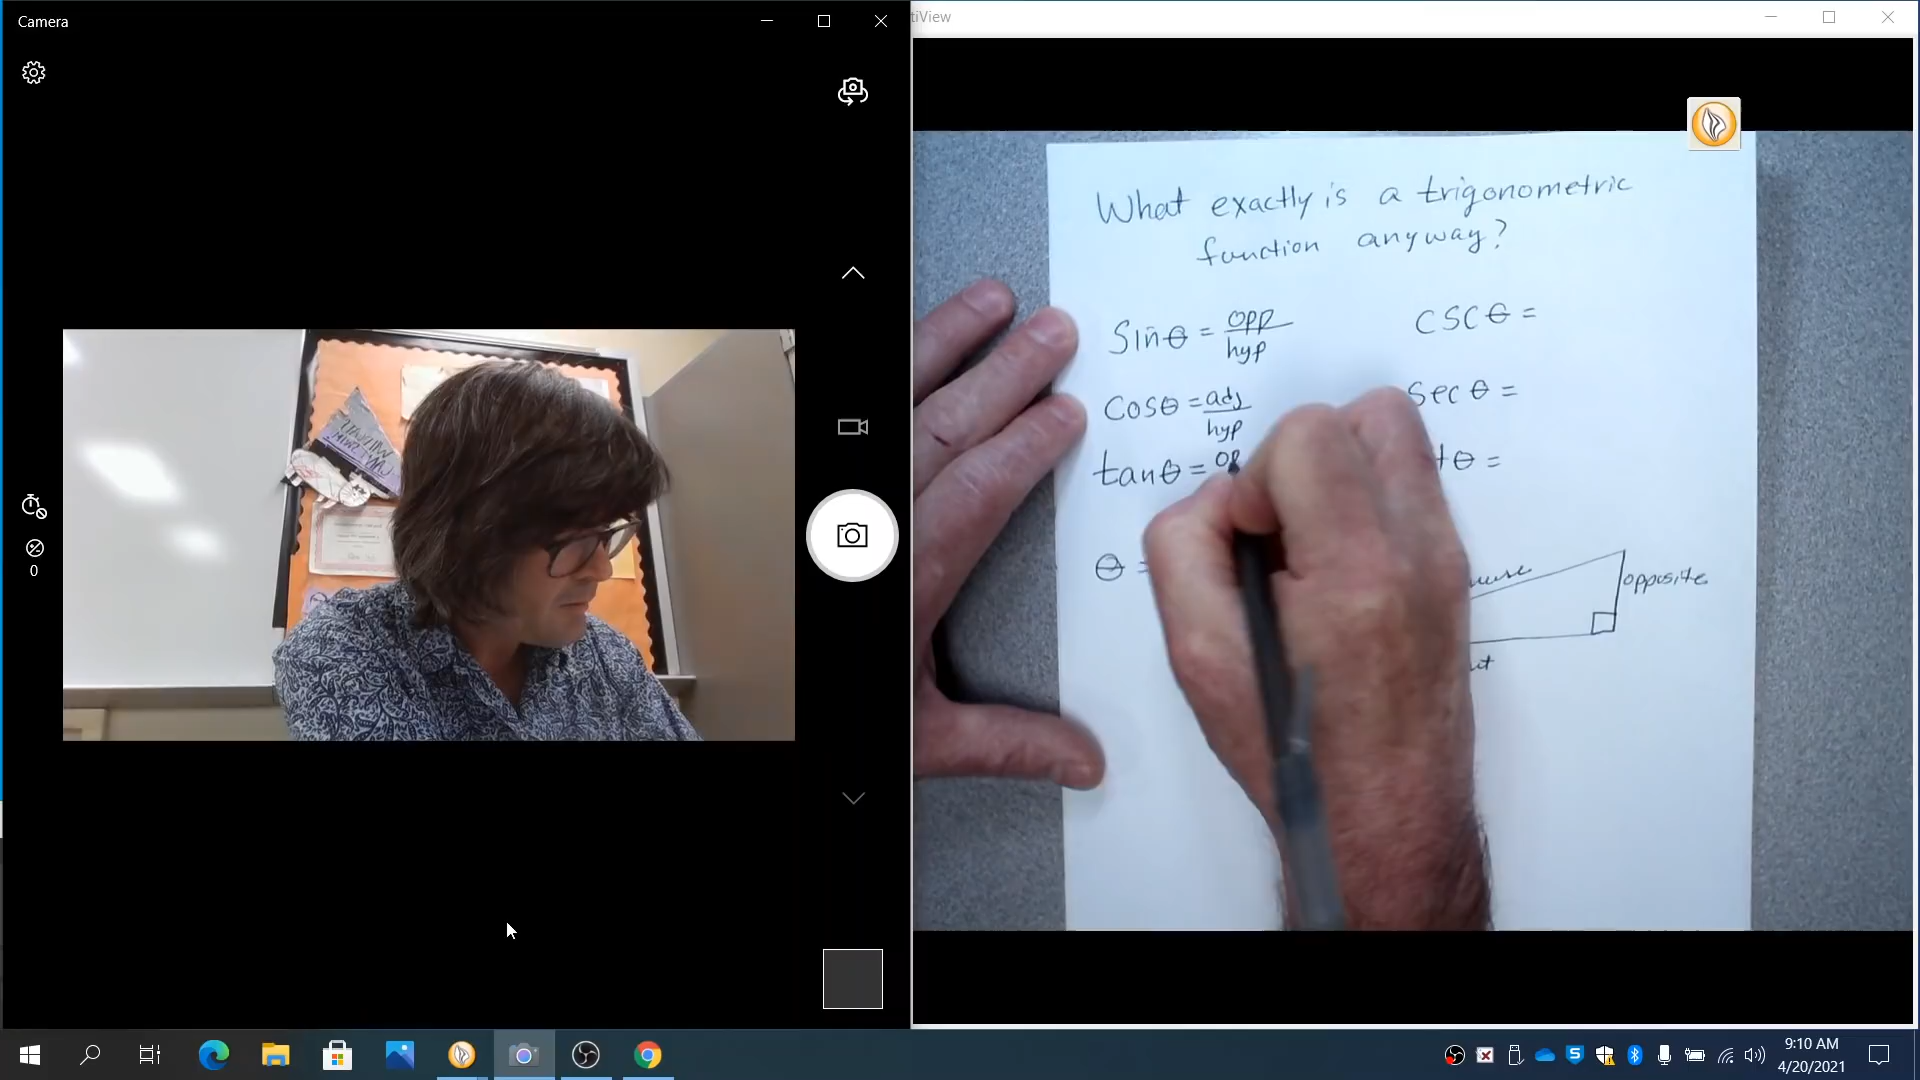 Camera
tiView
What exactly is a trigonometric
function anyway?
Sinθ = opp
hyp
cscθ =
Cosθ = adj
hyp
Secθ =
tanθ = op
tθ =
θ =
opposite
0
9:10 AM
4/20/2021